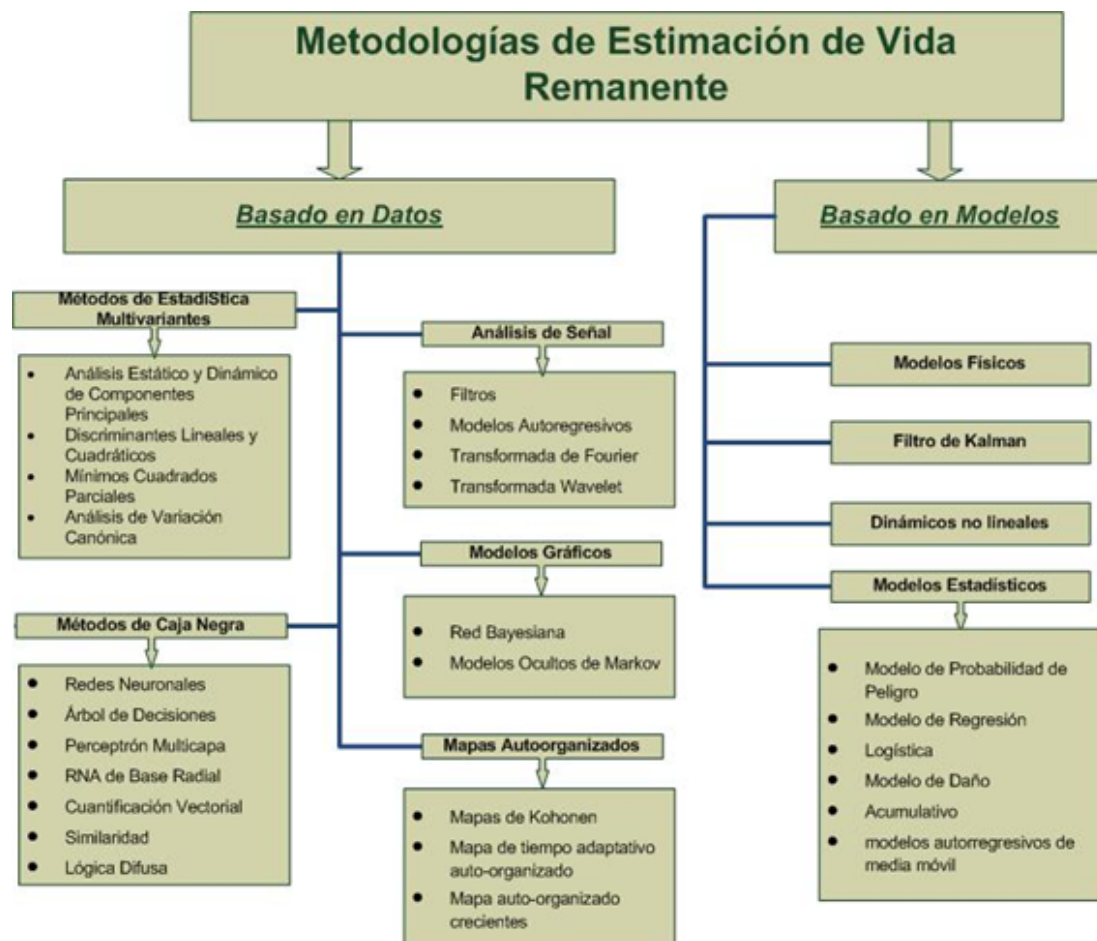 Metodologías de Estimación de Vida
Remanente
Basado en Datos
Basado en Modelos
Métodos de EstadíStica
Multivariantes
Análisis Estático y Dinámico
de Componentes
Principales
Discriminantes Lineales y
Cuadráticos
Mínimos Cuadrados
Parciales
Análisis de Variación
Canónica
Análisis de Señal
Filtros
Modelos Autoregresivos
Transformada de Fourier
Transformada Wavelet
Modelos Gráficos
Red Bayesiana
Modelos Ocultos de Markov
Métodos de Caja Negra
Redes Neuronales
Árbol de Decisiones
Perceptrón Multicapa
RNA de Base Radial
Cuantificación Vectorial
Similaridad
Lógica Difusa
Mapas Autoorganizados
Mapas de Kohonen
Mapa de tiempo adaptativo
auto-organizado
Mapa auto-organizado
crecientes
Modelos Físicos
Filtro de Kalman
Dinámicos no lineales
Modelos Estadísticos
Modelo de Probabilidad de
Peligro
Modelo de Regresión
Logística
Modelo de Daño
Acumulativo
modelos autorregresivos de
media móvil